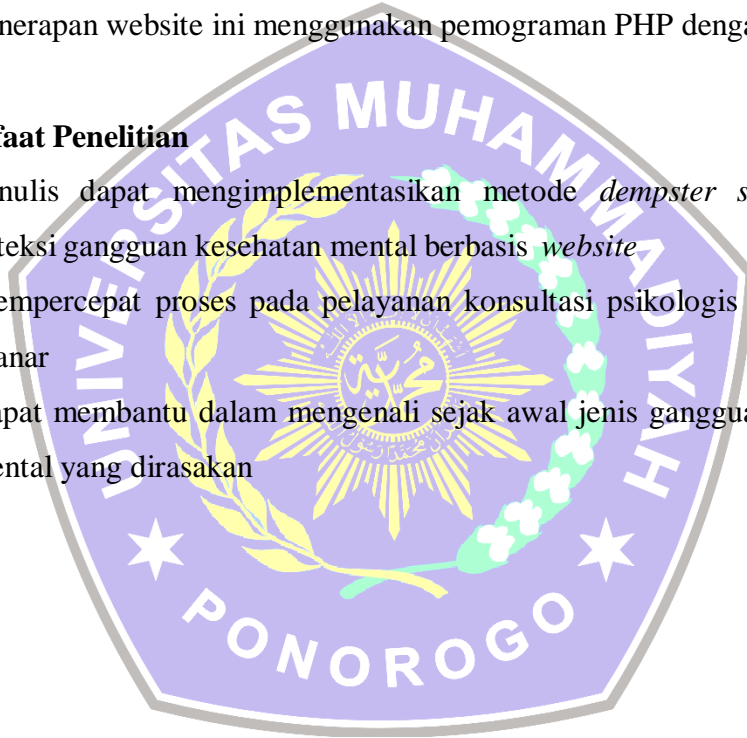 nerapan website ini menggunakan pemograman PHP denga
faat Penelitian
nulis dapat mengimplementasikan metode dempster s
teksi gangguan kesehatan mental berbasis website
empercepat proses pada pelayanan konsultasi psikologis
anar
pat membantu dalam mengenali sejak awal jenis ganggua
ental yang dirasakan
UNIVERSITAS MUHAMMADIYAH
PONOROGO
محمدية